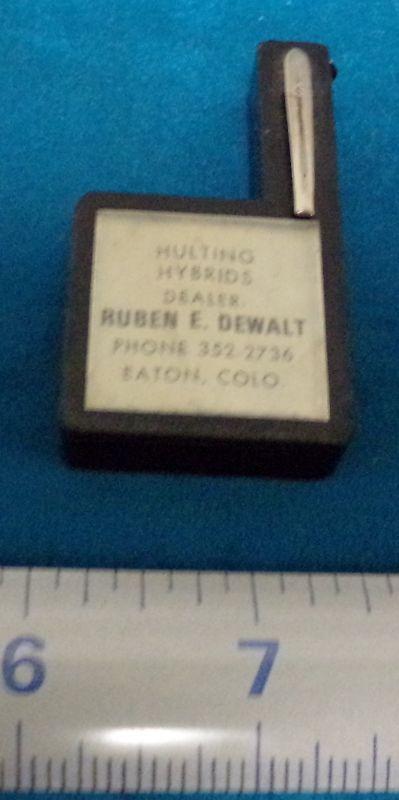 HULTING
HYBRIDS
DEALER
RUBEN E. DEWALT
PHONE 352 2736
EATON, COLO.
6 7